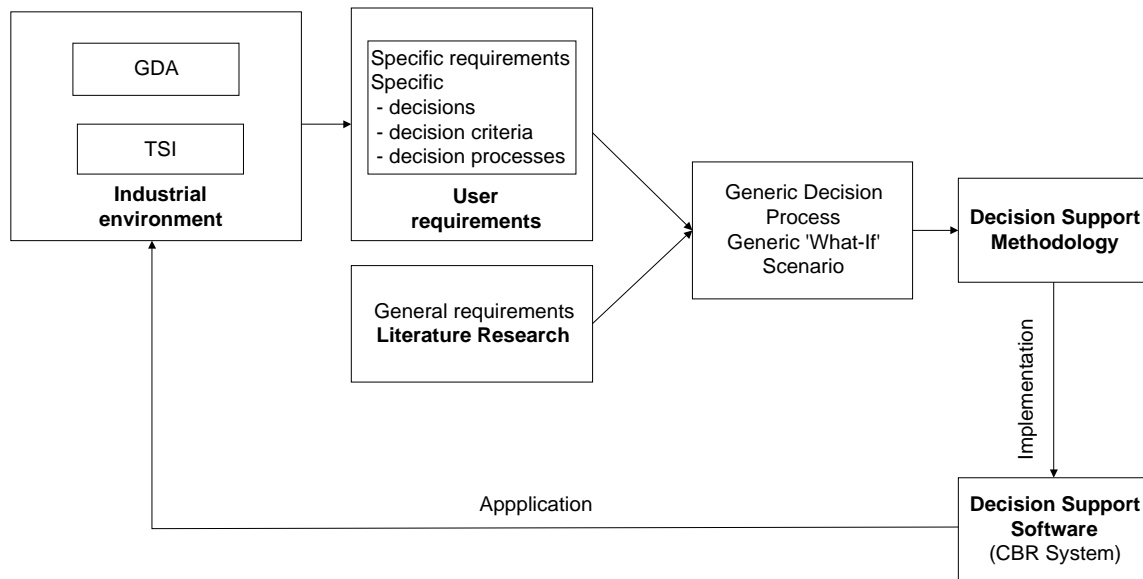 GDA
TSI
Industrial
environment
Specific requirements
Specific
- decisions
- decision criteria
- decision processes
User
requirements
General requirements
Literature Research
Generic Decision
Process
Generic 'What-If'
Scenario
Decision Support
Methodology
Implementation
Appplication
Decision Support
Software
(CBR System)